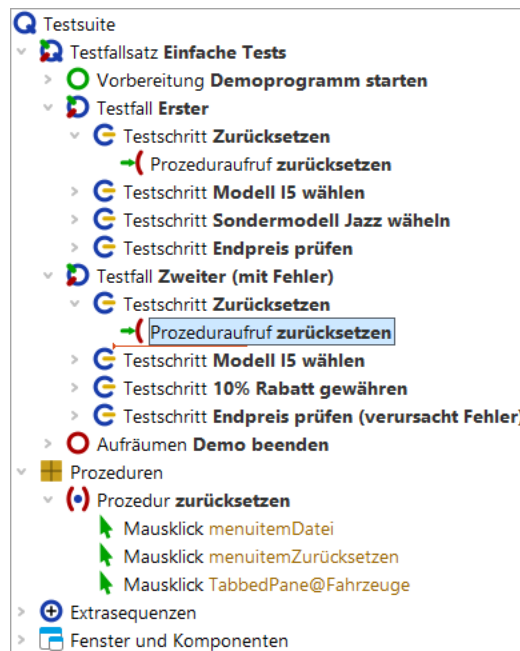 Testsuite
Testfallsatz Einfache Tests
Vorbereitung Demoprogramm starten
Testfall Erster
Testschritt Zurücksetzen
Prozeduraufruf zurücksetzen
Testschritt Modell I5 wählen
Testschritt Sondermodell Jazz wäheln
Testschritt Endpreis prüfen
Testfall Zweiter (mit Fehler)
Testschritt Zurücksetzen
Prozeduraufruf zurücksetzen
Testschritt Modell I5 wählen
Testschritt 10% Rabatt gewähren
Testschritt Endpreis prüfen (verursacht Fehler)
Aufräumen Demo beenden
Prozeduren
Prozedur zurücksetzen
Mausklick menuitemDatei
Mausklick menuitemZurücksetzen
Mausklick TabbedPane@Fahrzeuge
Extrasequenzen
Fenster und Komponenten